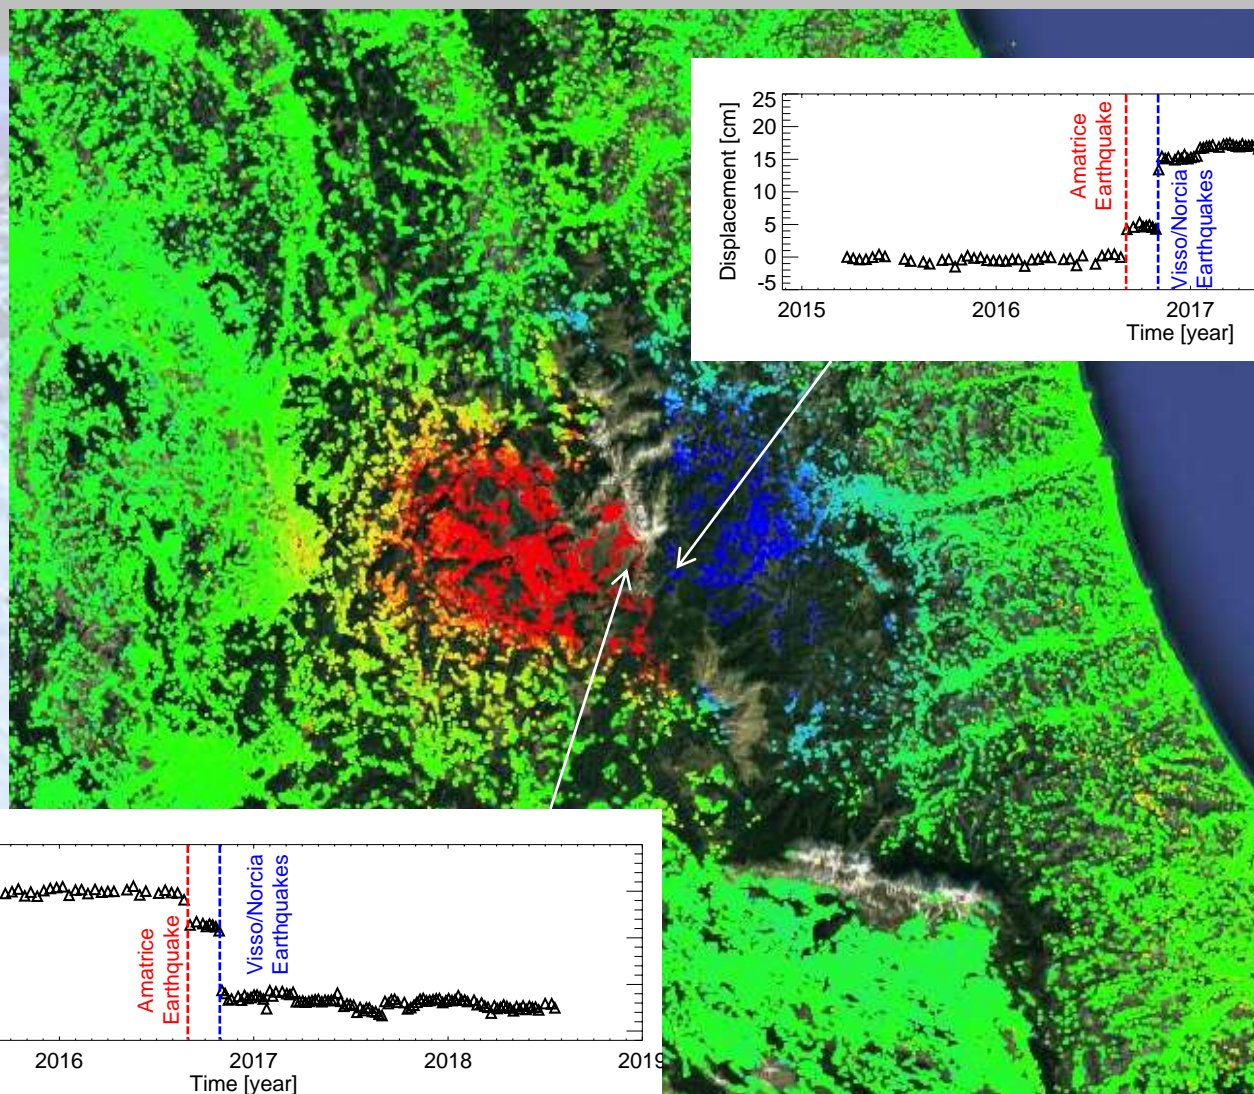 25
20
15
10
5
0
-5
Displacement [cm]
Amatrice
Earthquake
Visso/Norcia
Earthquakes
2015
2016
2017
Time [year]
Amatrice
Earthquake
Visso/Norcia
Earthquakes
2016
2017
2018
2019
Time [year]